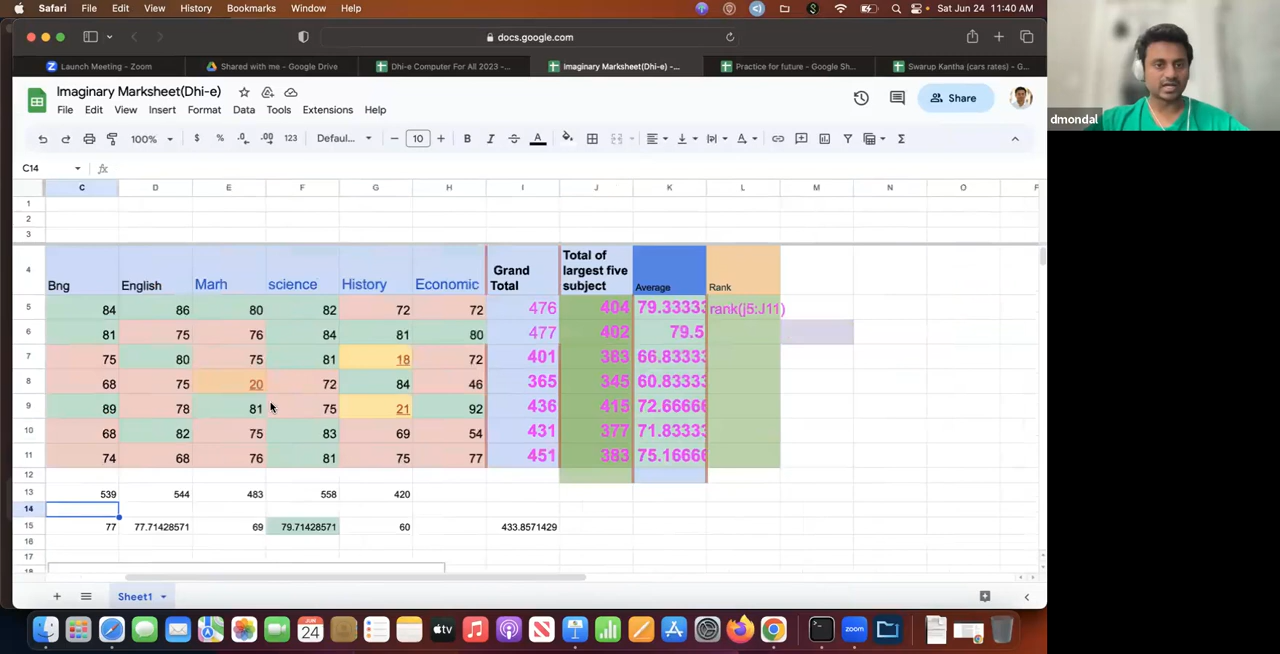 Safari File Edit View History Bookmarks Window Help Sat Jun 24 11:40 AM
docs.google.com
Launch Meeting - Zoom Shared with me - Google Drive Dhi-e Computer For All 2023 -... Imaginary Marksheet(Dhi-e) -... Practice for future - Google Sh... Swarup Kantha (cars rates) - G...
Imaginary Marksheet(Dhi-e)
File Edit View Insert Format Data Tools Extensions Help
Share
dmondal
100% $ % .0 .00 123 Defaul... 10 B I A
C14 fx
C D E F G H I J K L M N O
1
2
3
4 Bng English Marh science History Economic Grand Total Total of largest five subject Average Rank
5 84 86 80 82 72 72 476 404 79.33333 rank(j5:J11)
6 81 75 76 84 81 80 477 402 79.5
7 75 80 75 81 18 72 401 383 66.83333
8 68 75 20 72 84 46 365 345 60.83333
9 89 78 81 75 21 92 436 415 72.66666
10 68 82 75 83 69 54 431 377 71.83333
11 74 68 76 81 75 77 451 383 75.16666
12
13 539 544 483 558 420
14
15 77 77.71428571 69 79.71428571 60 433.8571429
16
17
18
Sheet1
JUN 24 tv zoom